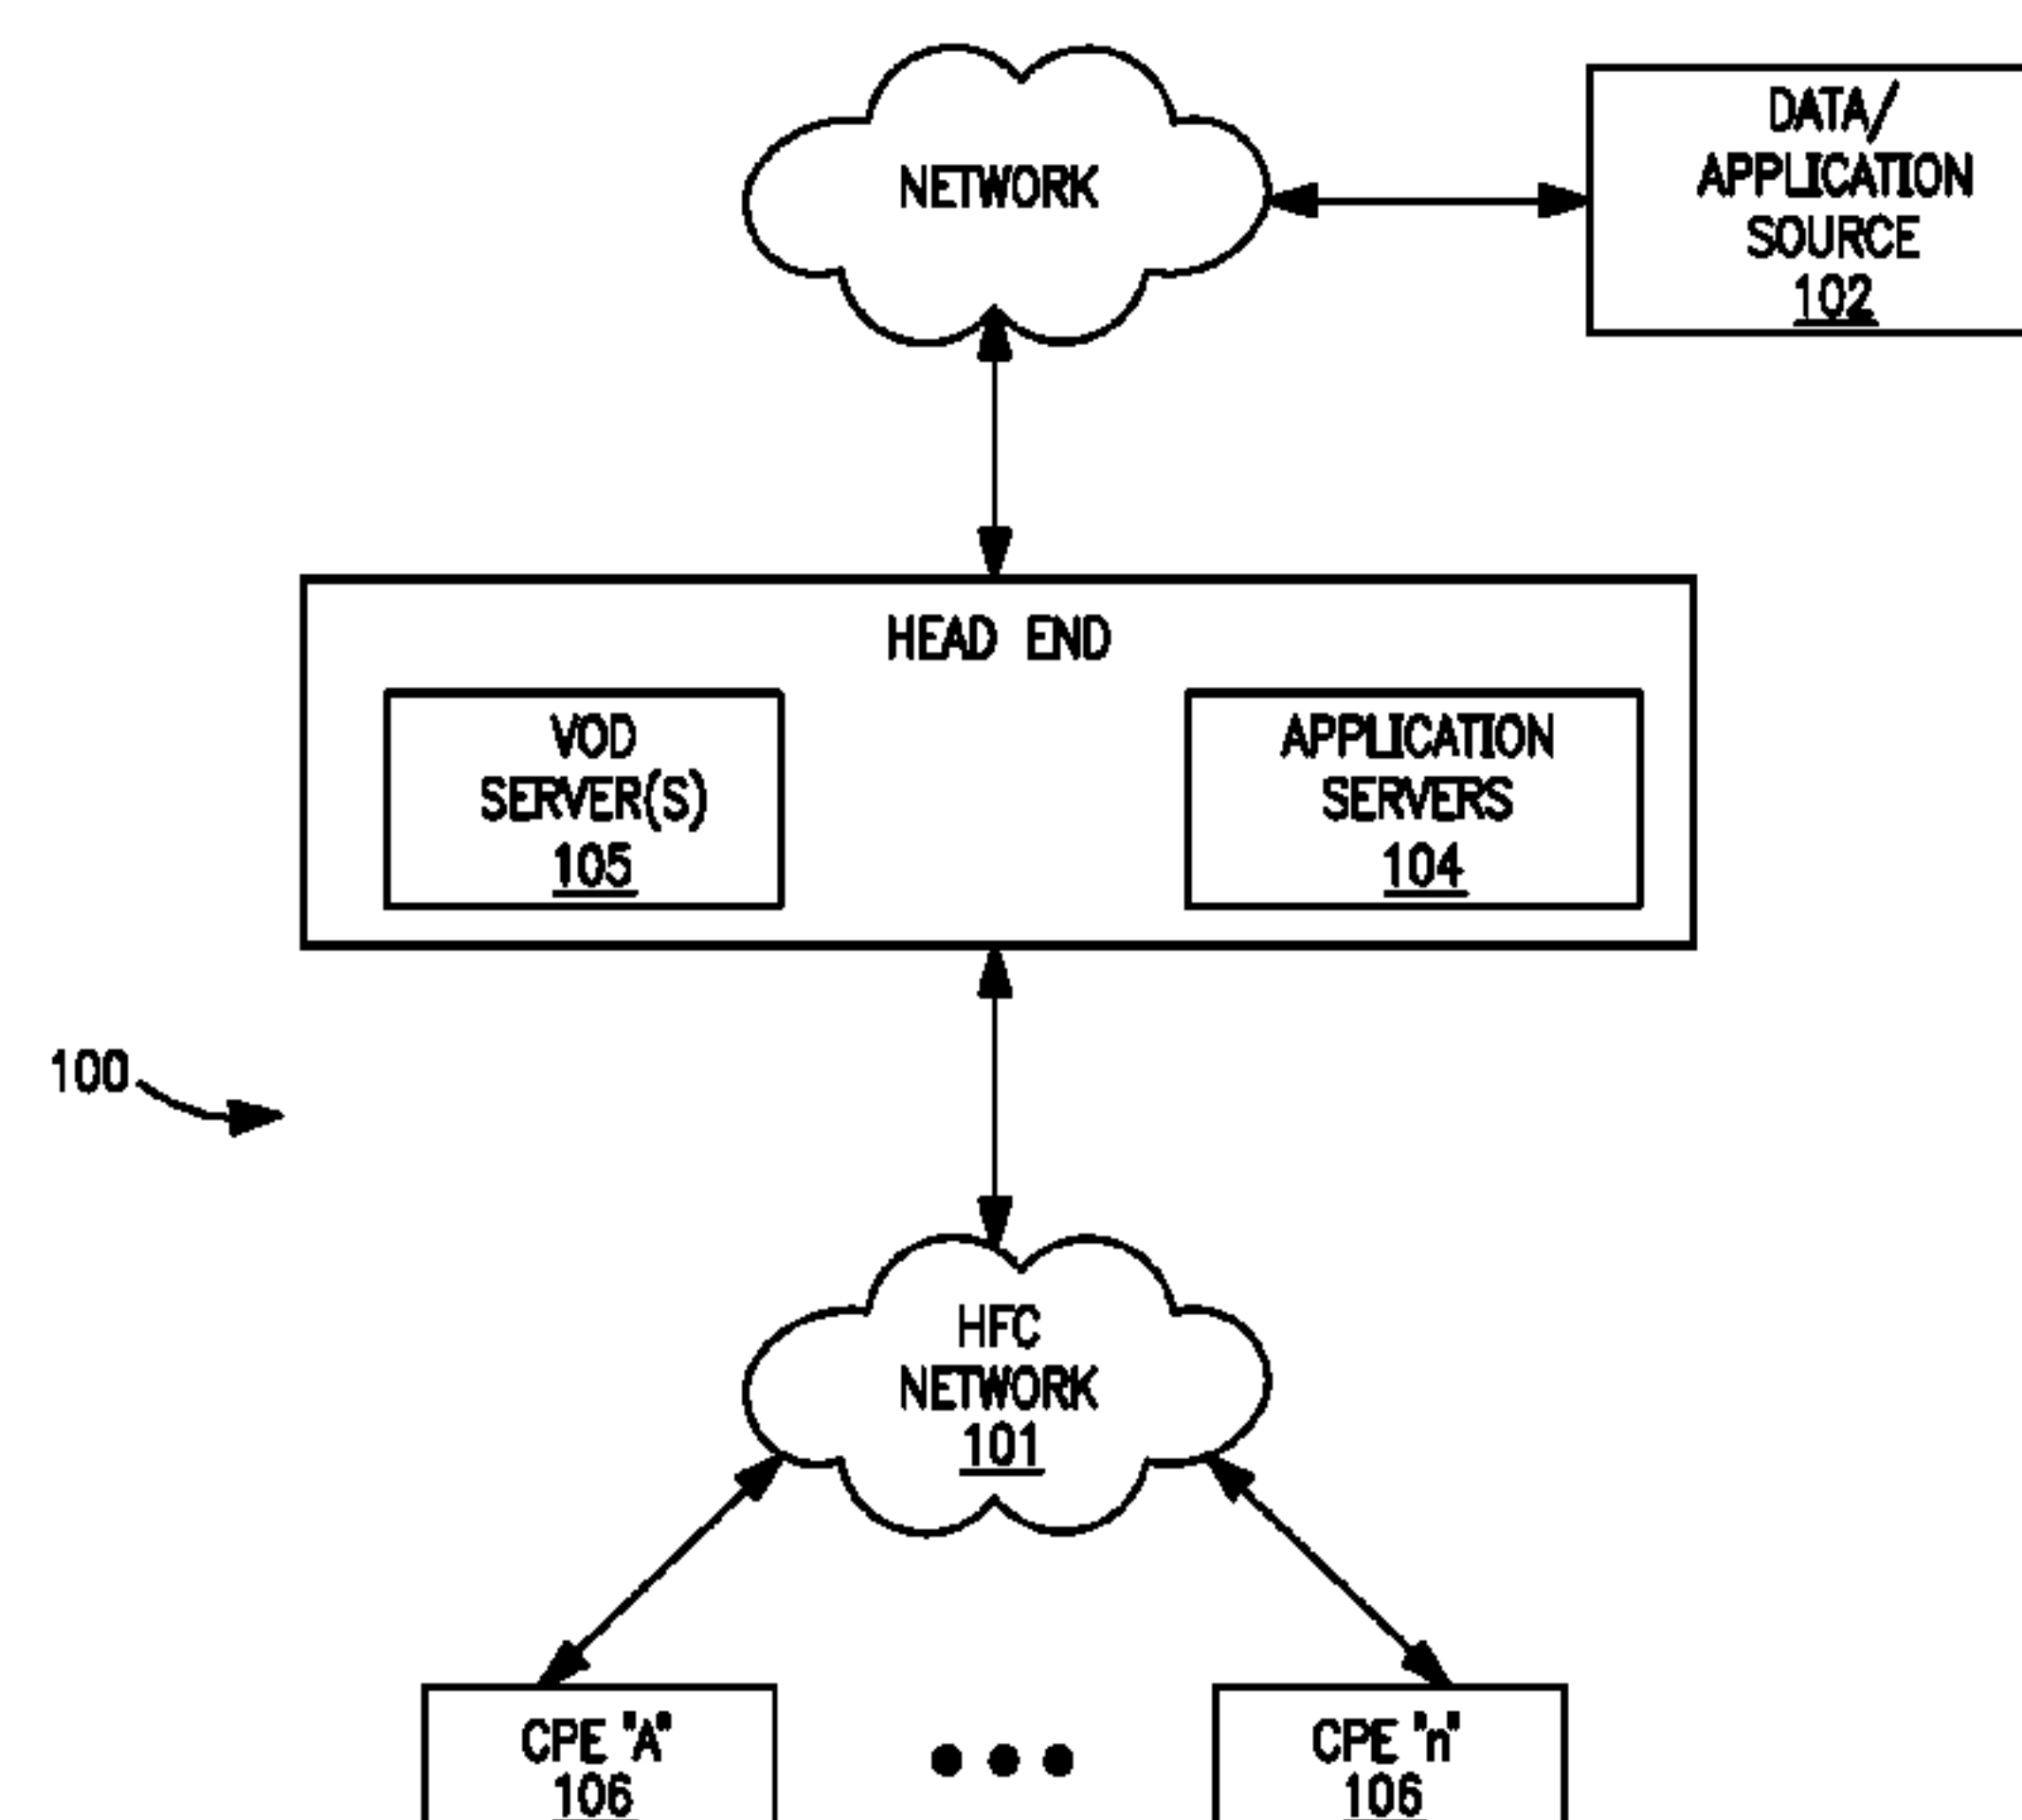 NETWORK
DATA/
APPLICATION
SOURCE
102
HEAD END
VOD
SERVER(S)
105
APPLICATION
SERVERS
104
100
HFC
NETWORK
101
CPE "A"
106
CPE "n"
106